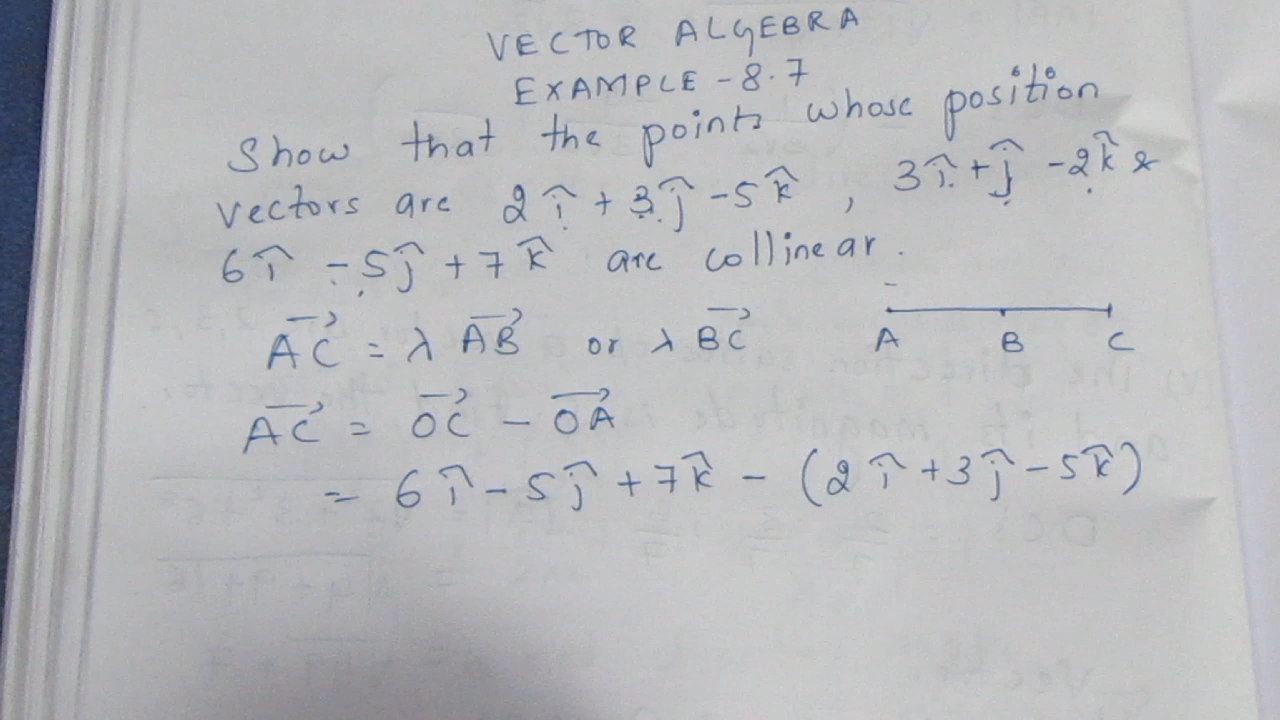 VECTOR ALGEBRA
EXAMPLE - 8.7
Show that the points whose position
vectors are 2î + 3ĵ - 5k̂ , 3î + ĵ - 2k̂ &
6î - 5ĵ + 7k̂ are collinear.
AC⃗ = λ AB⃗ or λ BC⃗
A B C
AC⃗ = OC⃗ - OA⃗
= 6î - 5ĵ + 7k̂ - (2î + 3ĵ - 5k̂)